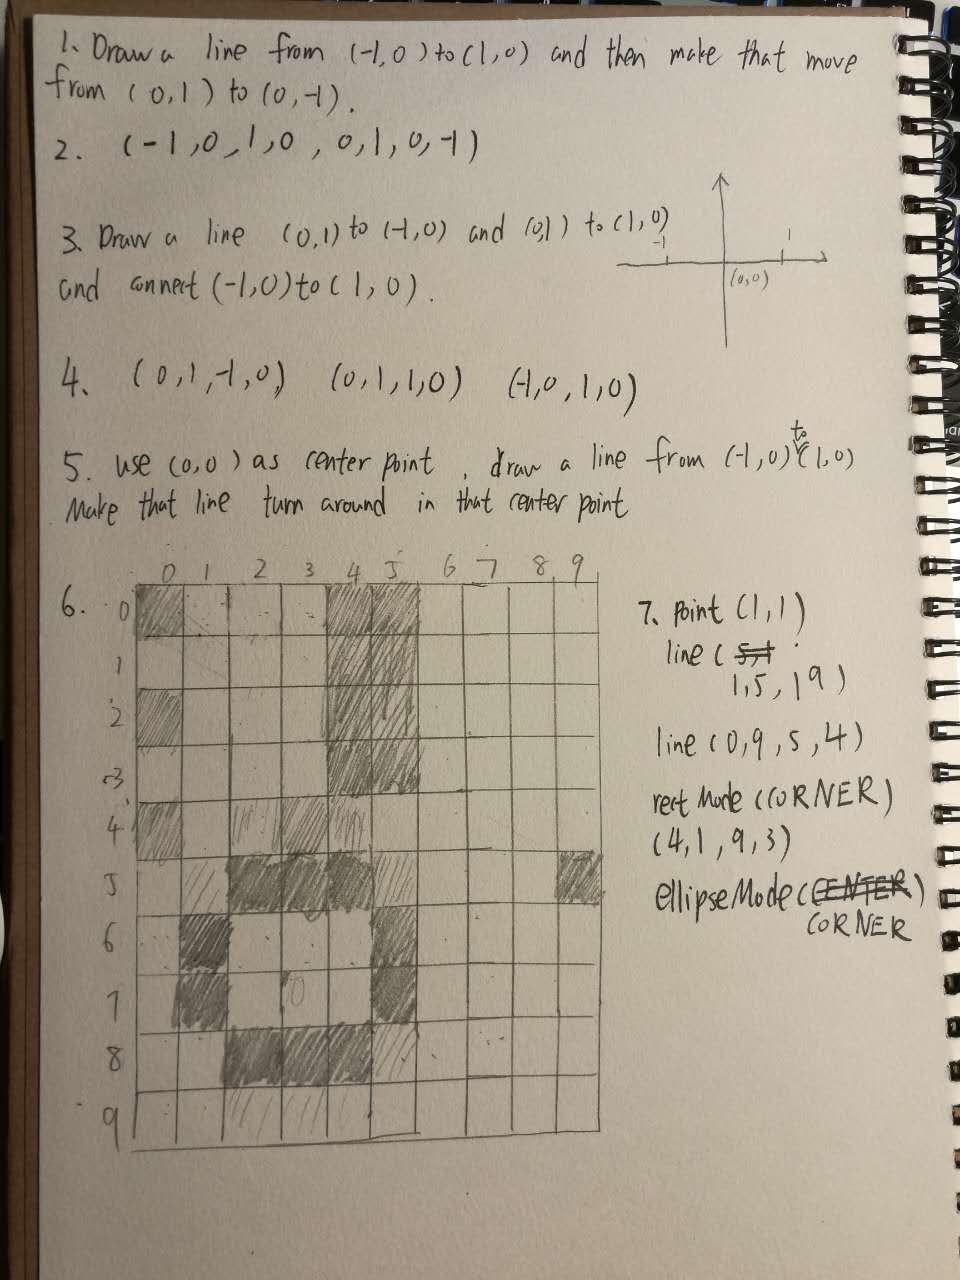 1. Draw a line from (-1,0) to (1,0) and then make that move
from (0,1) to (0,-1).
2. (-1,0,1,0, 0,1,0,-1)
3. Draw a line (0,1) to (-1,0) and (0,1) to (1,0)
and connect (-1,0) to (1,0).
-1 1
(0,0)
4. (0,1,-1,0) (0,1,1,0) (-1,0,1,0)
5. use (0,0) as center point, draw a line from (-1,0) to (1,0)
Make that line turn around in that center point
6.
0 1 2 3 4 5 6 7 8 9
0
1
2
3
4
5
6
7
8
9
0
7. point (1,1)
line (5,1
1,5, 1 9)
line (0,9,5,4)
rect Mode (CORNER)
(4,1,9,3)
ellipseMode (CENTER)
CORNER